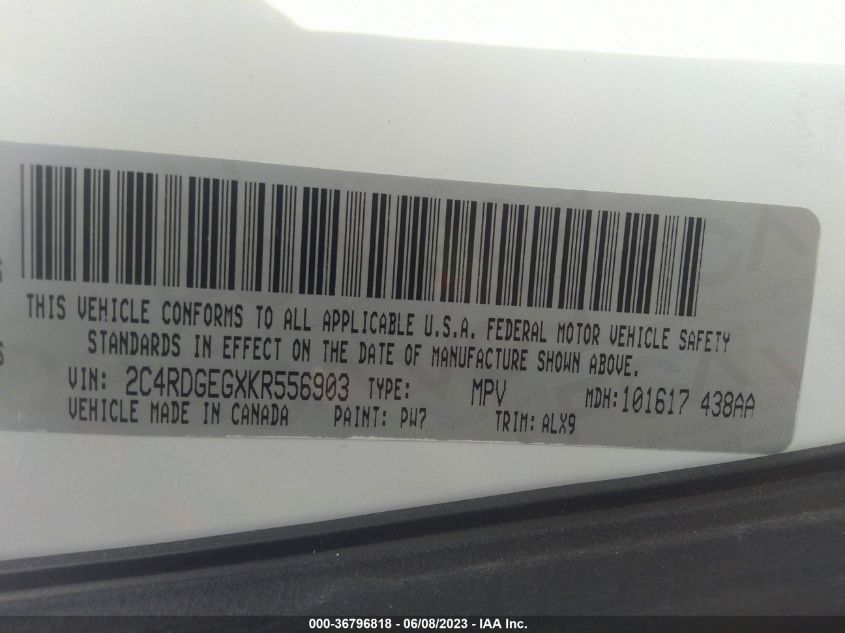 THIS VEHICLE CONFORMS TO ALL APPLICABLE U.S.A. FEDERAL MOTOR VEHICLE SAFETY
STANDARDS IN EFFECT ON THE DATE OF MANUFACTURE SHOWN ABOVE.
VIN: 2C4RDGEGXKR556903 TYPE: MPV MDH: 101617 438AA
VEHICLE MADE IN CANADA PAINT: PW7 TRIM: ALX9
000-36796818 - 06/08/2023 - IAA Inc.